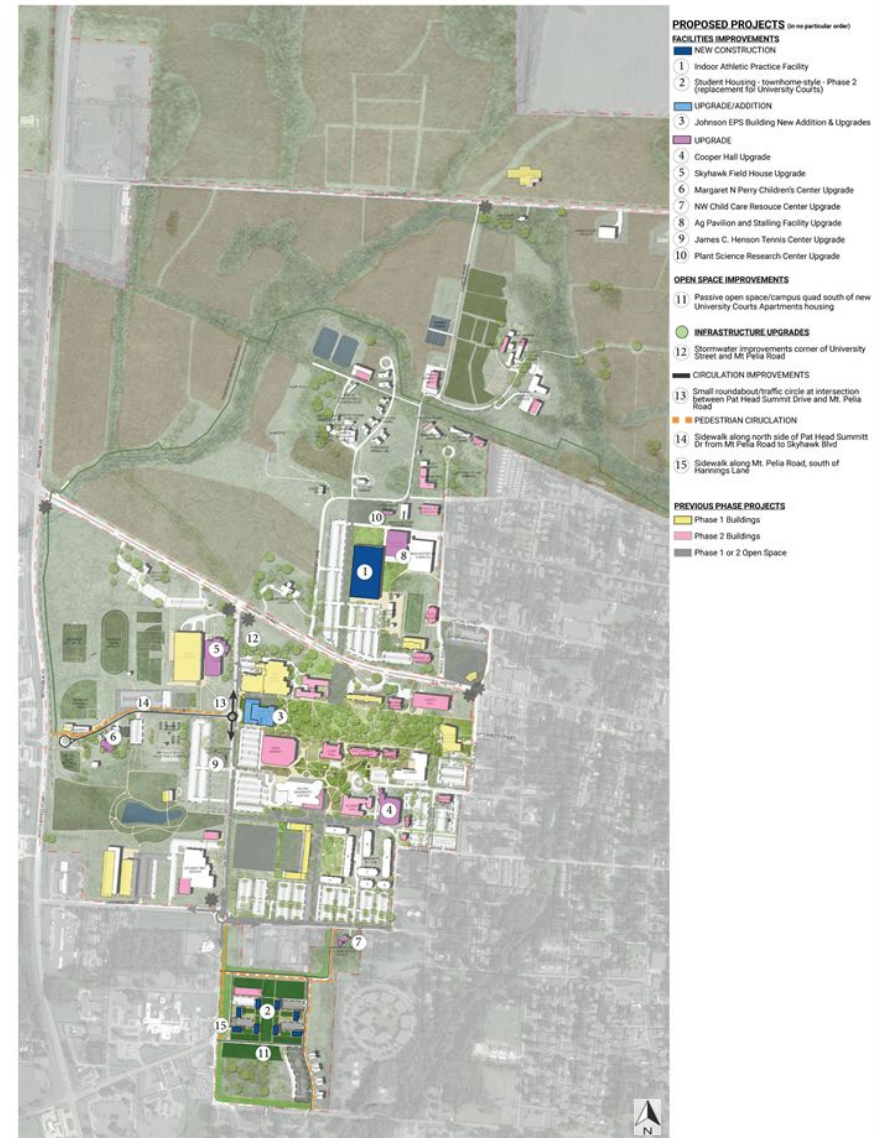 PROPOSED PROJECTS (in no particular order)
FACILITIES IMPROVEMENTS
NEW CONSTRUCTION
1 Indoor Athletic Practice Facility
2 Student Housing - townhome-style - Phase 2
(replacement for University Courts)
UPGRADE/ADDITION
3 Johnson EPS Building New Addition & Upgrades
UPGRADE
4 Cooper Hall Upgrade
5 Skyhawk Field House Upgrade
6 Margaret N Perry Children's Center Upgrade
7 NW Child Care Resouce Center Upgrade
8 Ag Pavilion and Stalling Facility Upgrade
9 James C. Henson Tennis Center Upgrade
10 Plant Science Research Center Upgrade
OPEN SPACE IMPROVEMENTS
11 Passive open space/campus quad south of new
University Courts Apartments housing
INFRASTRUCTURE UPGRADES
12 Stormwater improvements corner of University
Street and Mt Pelia Road
CIRCULATION IMPROVEMENTS
13 Small roundabout/traffic circle at intersection
between Pat Head Summit Drive and Mt. Pelia
Road
PEDESTRIAN CIRUCLATION
14 Sidewalk along north side of Pat Head Summitt
Dr from Mt Pelia Road to Skyhawk Blvd
15 Sidewalk along Mt. Pelia Road, south of
Hannings Lane
PREVIOUS PHASE PROJECTS
Phase 1 Buildings
Phase 2 Buildings
Phase 1 or 2 Open Space
10
8
1
12
5
14
13
3
6
9
4
7
2
15
11
N